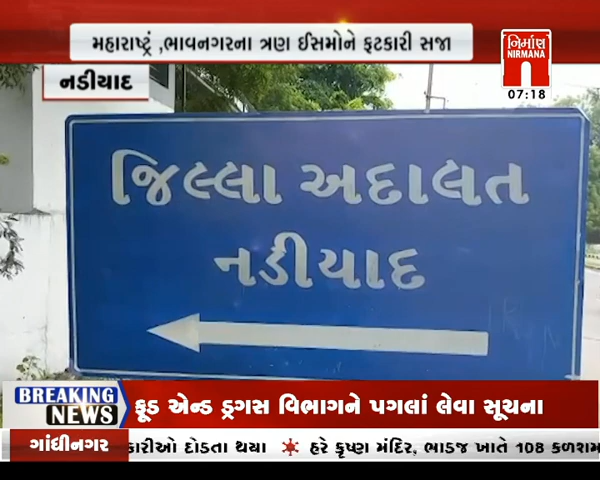 મહારાષ્ટ્રં ,ભાવનગરના ત્રણ ઈસમોને ફટકારી સજા
નિર્માણ
NIRMANA
07:18
નડીયાદ
જિલ્લા અદાલત
નડીયાદ
BREAKING
NEWS
ફૂડ એન્ડ ડ્રગસ વિભાગને પગલાં લેવા સૂચના
ગાંધીનગર
કારીઓ દોડતા થયા હરે કૃષ્ણ મંદિર, ભાડજ ખાતે 108 કળશામ